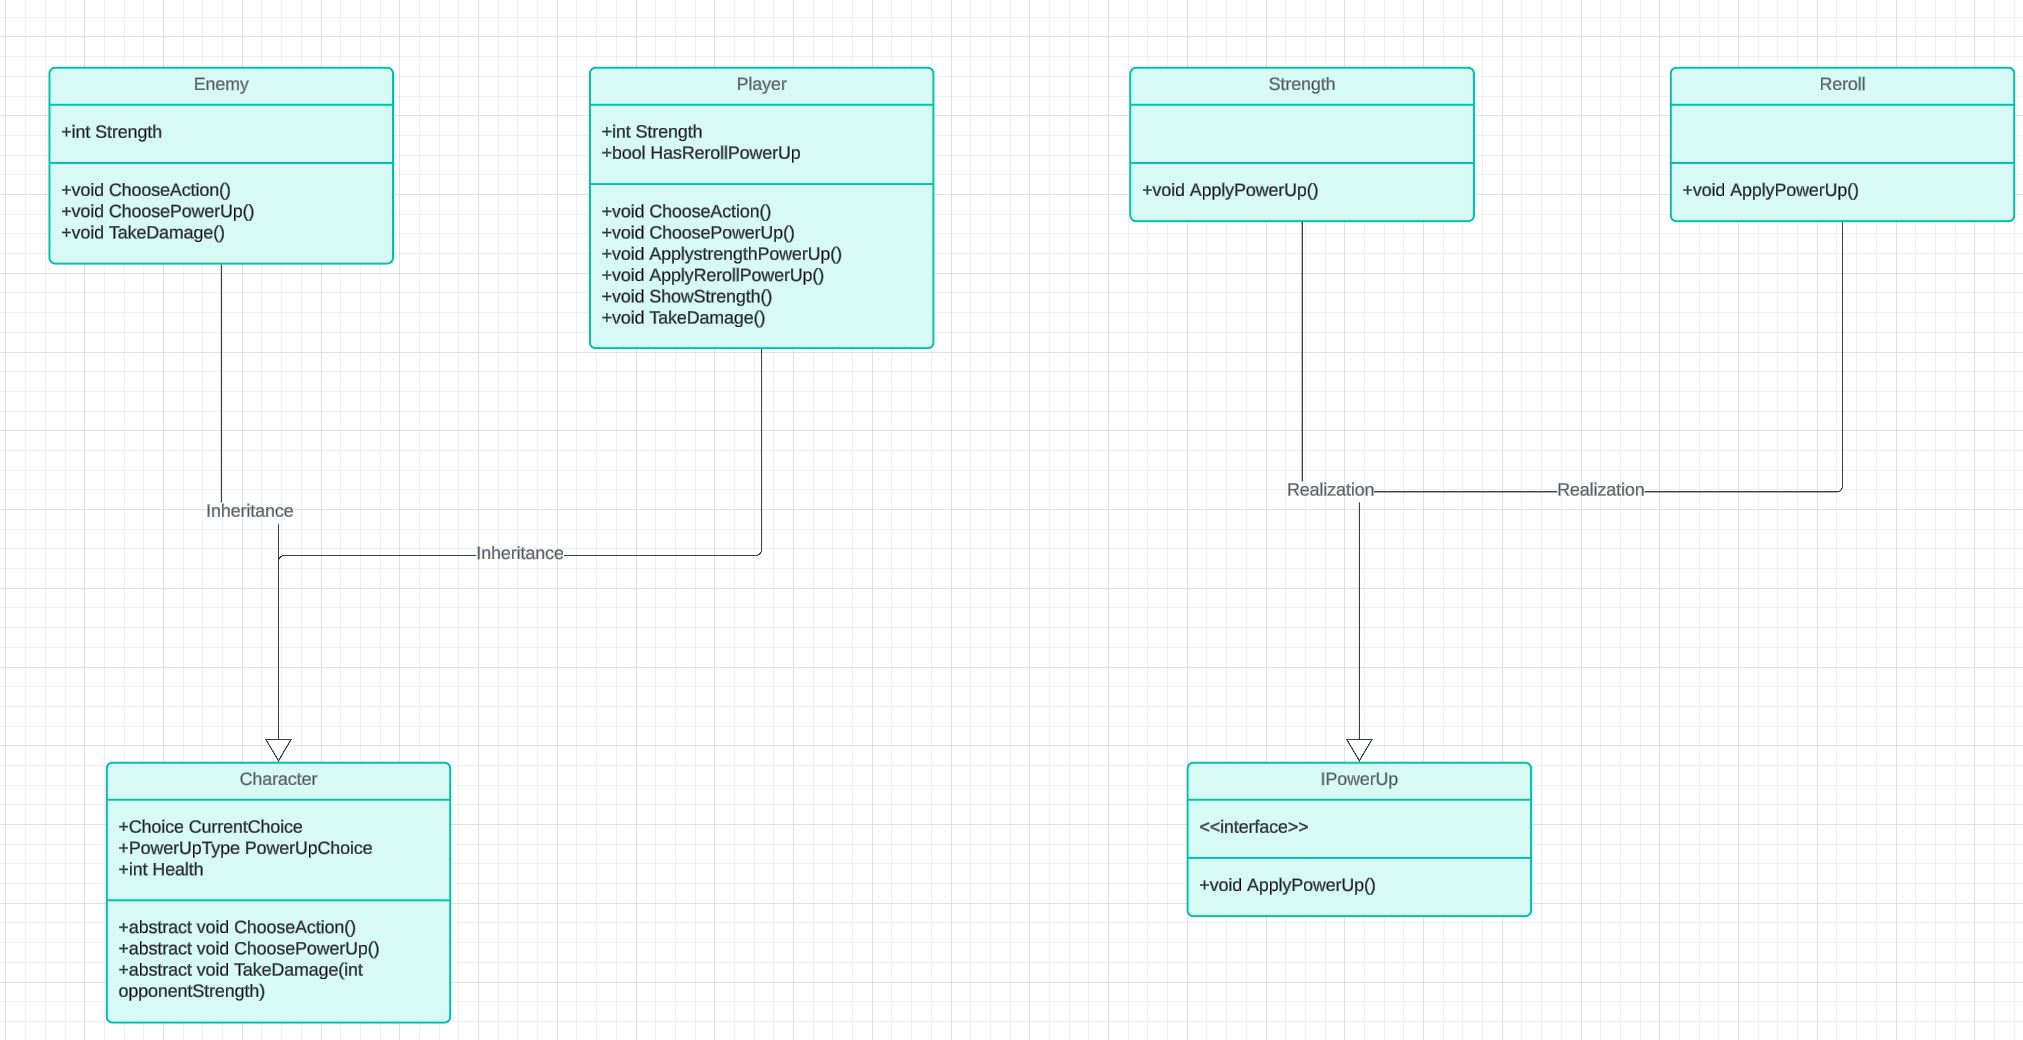 Enemy
+int Strength
+void ChooseAction()
+void ChoosePowerUp()
+void TakeDamage()
Player
+int Strength
+bool HasRerollPowerUp
+void ChooseAction()
+void ChoosePowerUp()
+void ApplystrengthPowerUp()
+void ApplyRerollPowerUp()
+void ShowStrength()
+void TakeDamage()
Strength
+void ApplyPowerUp()
Reroll
+void ApplyPowerUp()
Inheritance
Inheritance
Realization
Realization
Character
+Choice CurrentChoice
+PowerUpType PowerUpChoice
+int Health
+abstract void ChooseAction()
+abstract void ChoosePowerUp()
+abstract void TakeDamage(int
opponentStrength)
IPowerUp
<<interface>>
+void ApplyPowerUp()